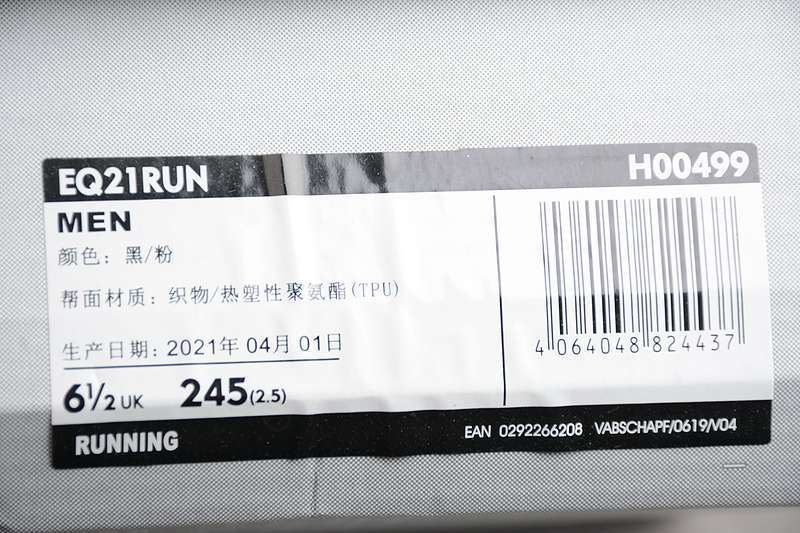 EQ21RUN H00499
MEN
颜色: 黑/粉
帮面材质: 织物/热塑性聚氨酯(TPU)
生产日期: 2021年 04月 01日
6½ UK 245(2.5)
4 064048 824437
RUNNING EAN 0292266208 VABSCHAPF/0619/V04